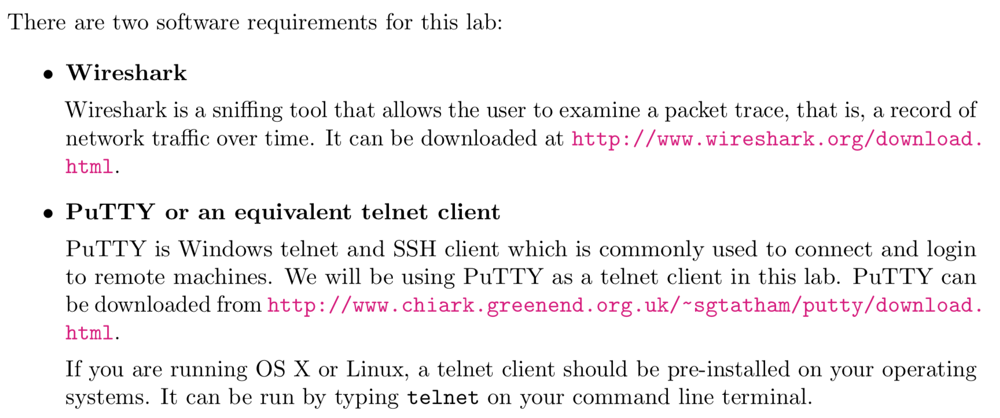 There are two software requirements for this lab:
• Wireshark
Wireshark is a sniffing tool that allows the user to examine a packet trace, that is, a record of
network traffic over time. It can be downloaded at http://www.wireshark.org/download.
html.
• PuTTY or an equivalent telnet client
PuTTY is Windows telnet and SSH client which is commonly used to connect and login
to remote machines. We will be using PuTTY as a telnet client in this lab. PuTTY can
be downloaded from http://www.chiark.greenend.org.uk/~sgtatham/putty/download.
html.
If you are running OS X or Linux, a telnet client should be pre-installed on your operating
systems. It can be run by typing telnet on your command line terminal.